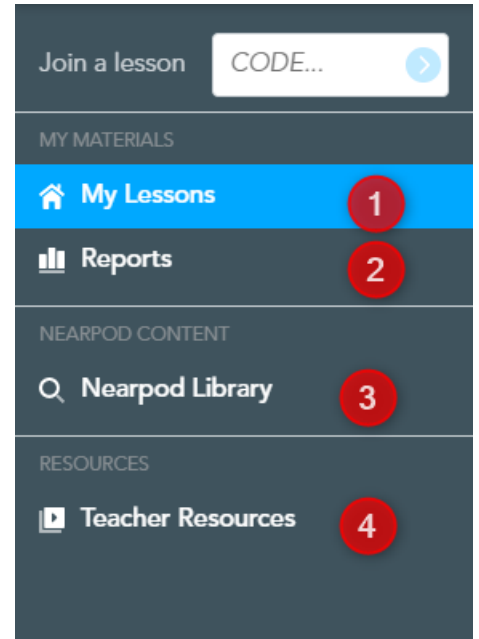 Join a lesson CODE...
MY MATERIALS
My Lessons 1
Reports 2
NEARPOD CONTENT
Nearpod Library 3
RESOURCES
Teacher Resources 4